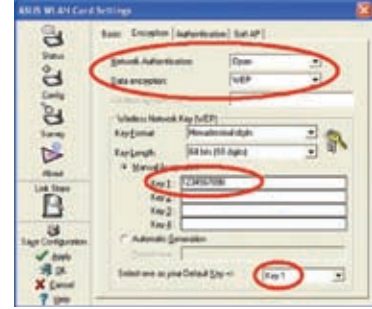 ASUS WLAN Card Settings
Basic Encryption Authentication Soft AP
Status
Config
Survey
About
Link State
Save Configuration
Apply
OK
Cancel
Help
Network Authentication: Open
Data encryption: WEP
Wireless Network Key (WEP)
Key Format: Hexadecimal digits
Key Length: 64 bits (10 digits)
Key 1: 1234567890
Key 2
Key 3
Key 4
Automatic Generation
Select one as your Default Key => Key 1